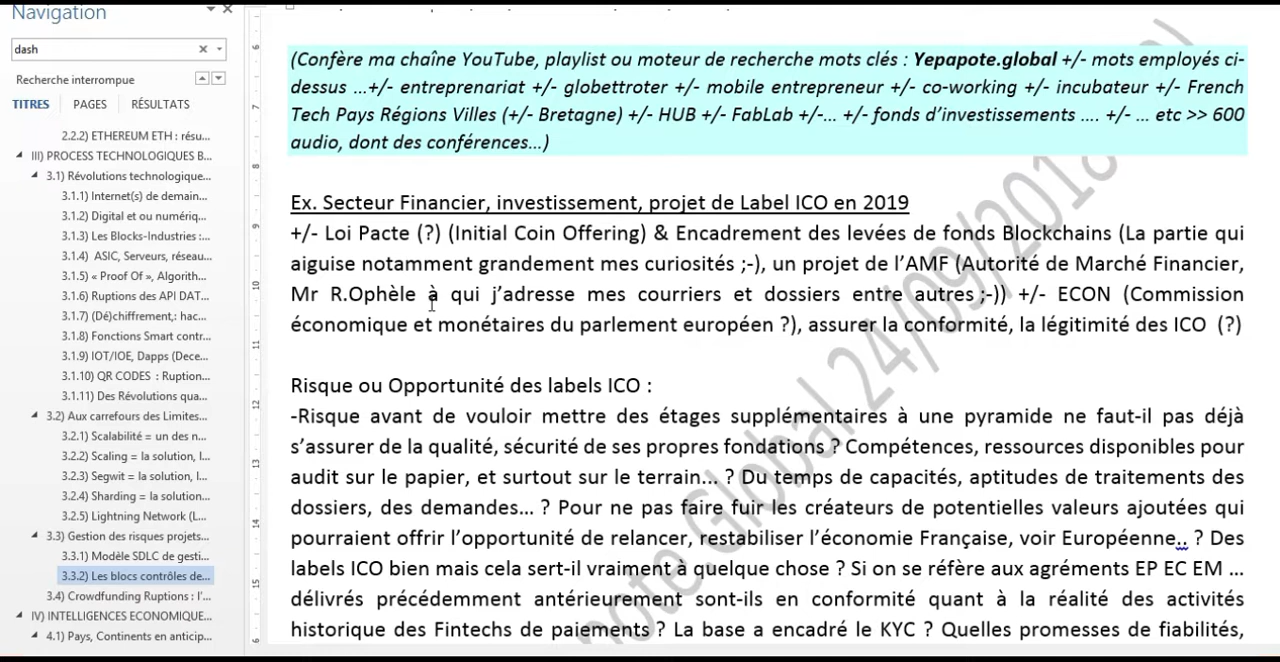 Navigation
dash
Recherche interrompue
TITRES PAGES RÉSULTATS
2.2.2) ETHEREUM ETH : résu...
III) PROCESS TECHNOLOGIQUES B...
3.1) Révolutions technologique...
3.1.1) Internet(s) de demain...
3.1.2) Digital et ou numériq...
3.1.3) Les Blocks-Industries :...
3.1.4) ASIC, Serveurs, réseau...
3.1.5) « Proof Of », Algorith...
3.1.6) Ruptions des API DAT...
3.1.7) (Dé)chiffrement,: hac...
3.1.8) Fonctions Smart contr...
3.1.9) IOT/IOE, Dapps (Dece...
3.1.10) QR CODES : Ruption...
3.1.11) Des Révolutions qua...
3.2) Aux carrefours des Limites...
3.2.1) Scalabilité = un des n...
3.2.2) Scaling = la solution, l...
3.2.3) Segwit = la solution, l...
3.2.4) Sharding = la solution...
3.2.5) Lightning Network (L...
3.3) Gestion des risques projets...
3.3.1) Modèle SDLC de gesti...
3.3.2) Les blocs contrôles de...
3.4) Crowdfunding Ruptions : l'...
IV) INTELLIGENCES ECONOMIQUE...
4.1) Pays, Continents en anticip...
(Confère ma chaîne YouTube, playlist ou moteur de recherche mots clés : Yepapote.global +/- mots employés ci-
dessus ...+/- entreprenariat +/- globettroter +/- mobile entrepreneur +/- co-working +/- incubateur +/- French
Tech Pays Régions Villes (+/- Bretagne) +/- HUB +/- FabLab +/-... +/- fonds d’investissements .... +/- ... etc >> 600
audio, dont des conférences...)
Ex. Secteur Financier, investissement, projet de Label ICO en 2019
+/- Loi Pacte (?) (Initial Coin Offering) & Encadrement des levées de fonds Blockchains (La partie qui
aiguise notamment grandement mes curiosités ;-), un projet de l’AMF (Autorité de Marché Financier,
Mr R.Ophèle à qui j’adresse mes courriers et dossiers entre autres ;-)) +/- ECON (Commission
économique et monétaires du parlement européen ?), assurer la conformité, la légitimité des ICO (?)
Risque ou Opportunité des labels ICO :
-Risque avant de vouloir mettre des étages supplémentaires à une pyramide ne faut-il pas déjà
s’assurer de la qualité, sécurité de ses propres fondations ? Compétences, ressources disponibles pour
audit sur le papier, et surtout sur le terrain... ? Du temps de capacités, aptitudes de traitements des
dossiers, des demandes... ? Pour ne pas faire fuir les créateurs de potentielles valeurs ajoutées qui
pourraient offrir l’opportunité de relancer, restabiliser l’économie Française, voir Européenne.. ? Des
labels ICO bien mais cela sert-il vraiment à quelque chose ? Si on se réfère aux agréments EP EC EM ...
délivrés précédemment antérieurement sont-ils en conformité quant à la réalité des activités
historique des Fintechs de paiements ? La base a encadré le KYC ? Quelles promesses de fiabilités,
pote.Global 24/09/2018